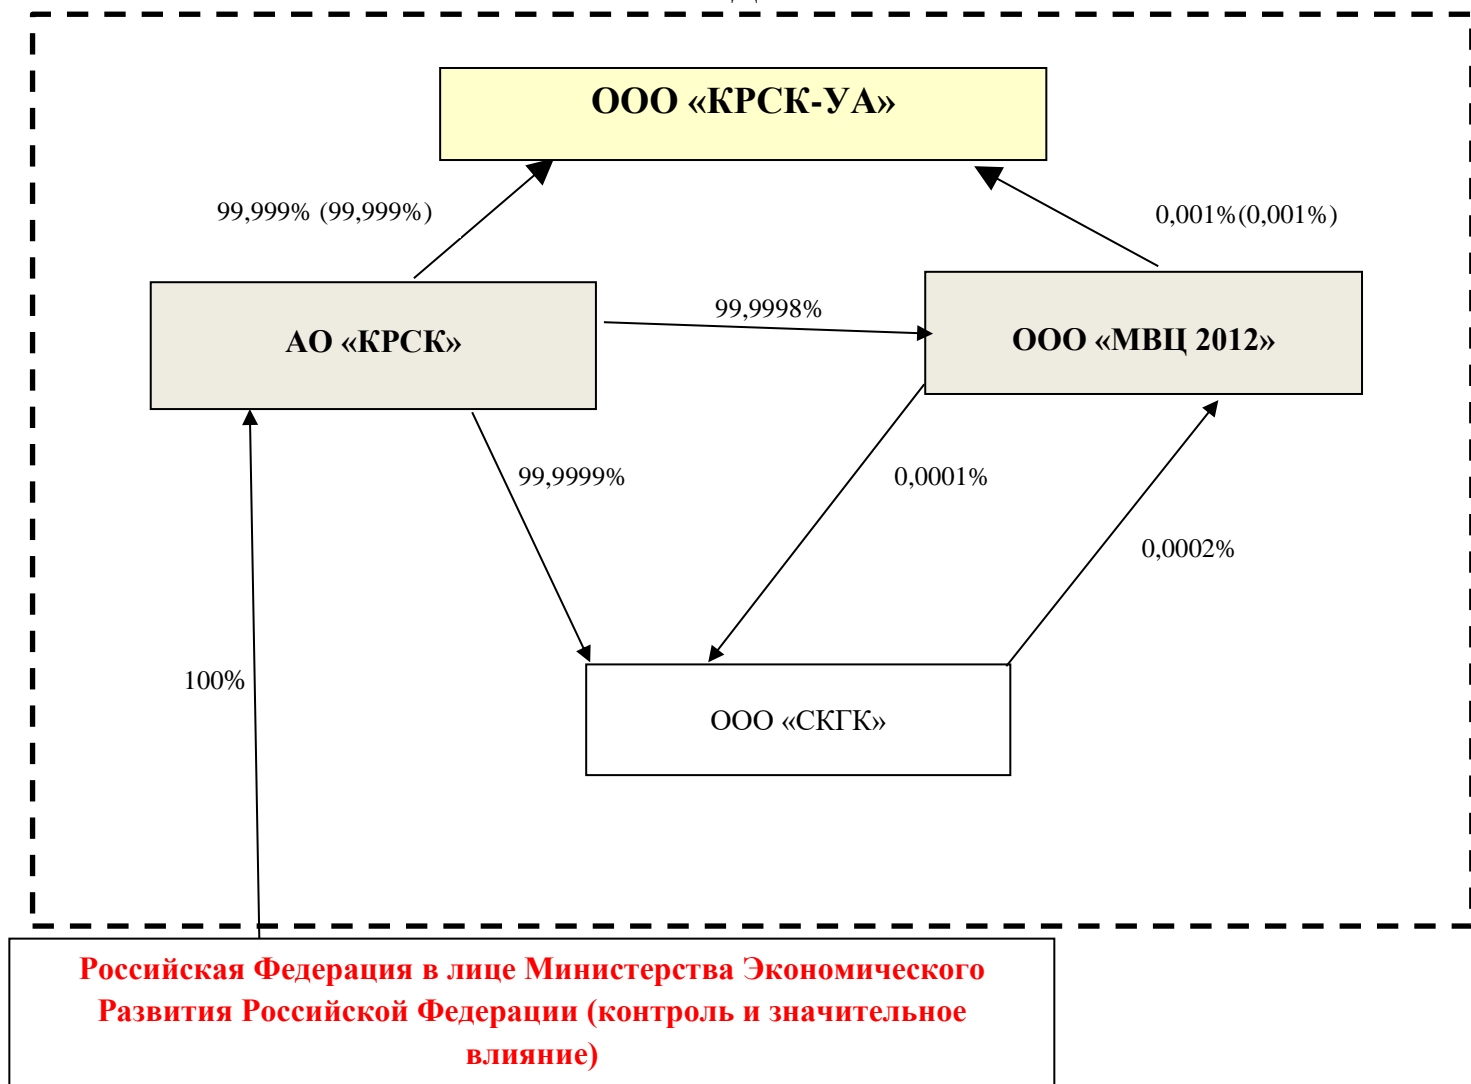 ООО «КРСК-УА»
99,999% (99,999%)
0,001%(0,001%)
99,9998%
АО «КРСК»
ООО «МВЦ 2012»
99,9999%
0,0001%
0,0002%
100%
ООО «СКГК»
Российская Федерация в лице Министерства Экономического
Развития Российской Федерации (контроль и значительное
влияние)